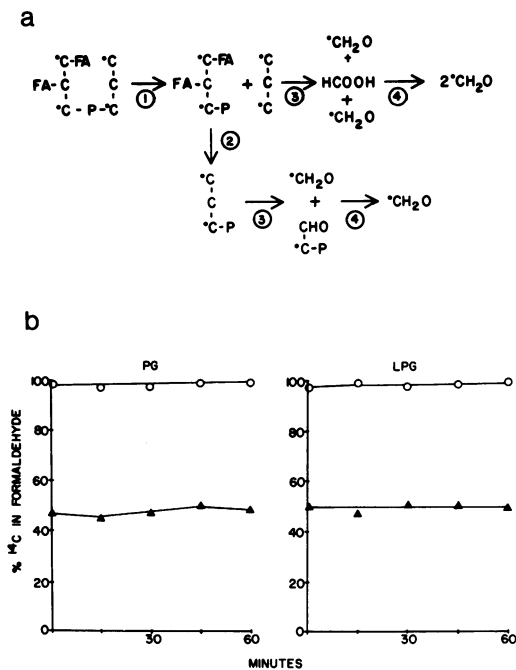 a
°C-FA °C
FA-C C
°C - P-°C
①
°C-FA °C
FA-C + C
°C-P °C
③
°CH₂O
+
HCOOH
+
°CH₂O
④
2°CH₂O
②
°C
C
°C-P
③
°CH₂O
+
CHO
°C-P
④
°CH₂O
b
PG
LPG
% ¹⁴C IN FORMALDEHYDE
100
80
60
40
20
0
30
60
100
80
60
40
20
0
30
60
MINUTES